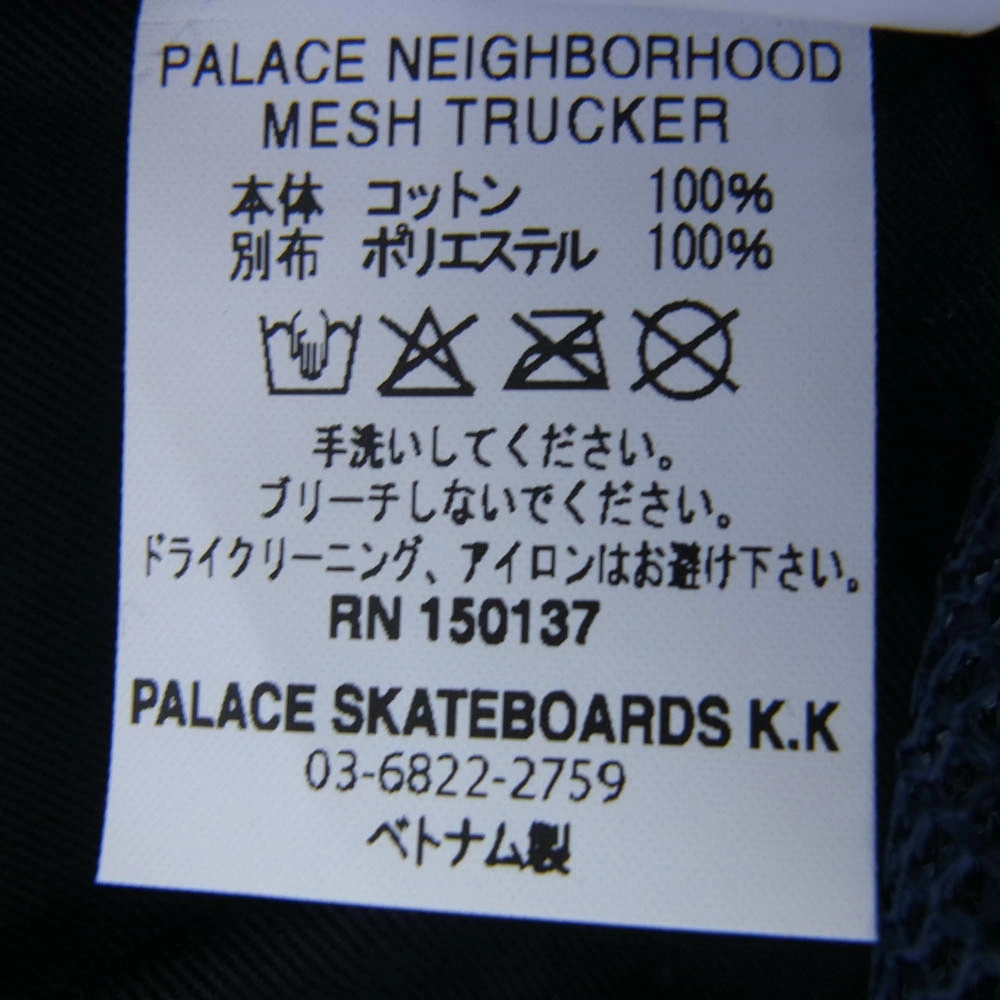 PALACE NEIGHBORHOOD
MESH TRUCKER
本体 コットン 100%
別布 ポリエステル 100%
手洗いしてください。
ブリーチしないでください。
ドライクリーニング、アイロンはお避け下さい。
RN 150137
PALACE SKATEBOARDS K.K
03-6822-2759
ベトナム製